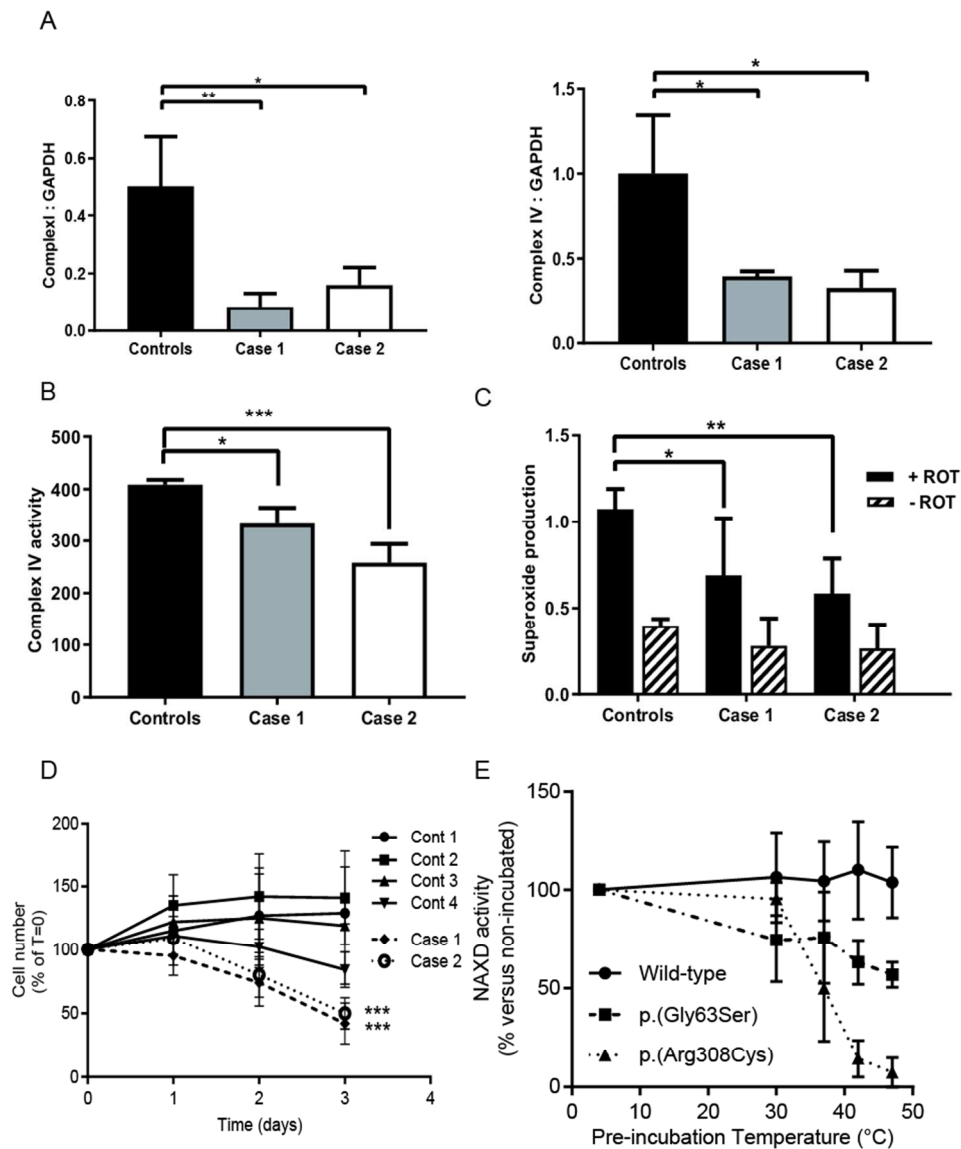 A
ComplexI : GAPDH
0.8
0.6
0.4
0.2
0.0
*
**
Controls
Case 1
Case 2
Complex IV : GAPDH
1.5
1.0
0.5
0.0
*
*
Controls
Case 1
Case 2
B
Complex IV activity
500
400
300
200
100
0
***
*
Controls
Case 1
Case 2
C
Superoxide production
1.5
1.0
0.5
0.0
**
*
+ ROT
- ROT
Controls
Case 1
Case 2
D
Cell number
(% of T=0)
200
150
100
50
0
0
1
2
3
4
Time (days)
Cont 1
Cont 2
Cont 3
Cont 4
Case 1
Case 2
***
***
E
NAXD activity
(% versus non-incubated)
150
100
50
0
0
10
20
30
40
50
Pre-incubation Temperature (°C)
Wild-type
p.(Gly63Ser)
p.(Arg308Cys)